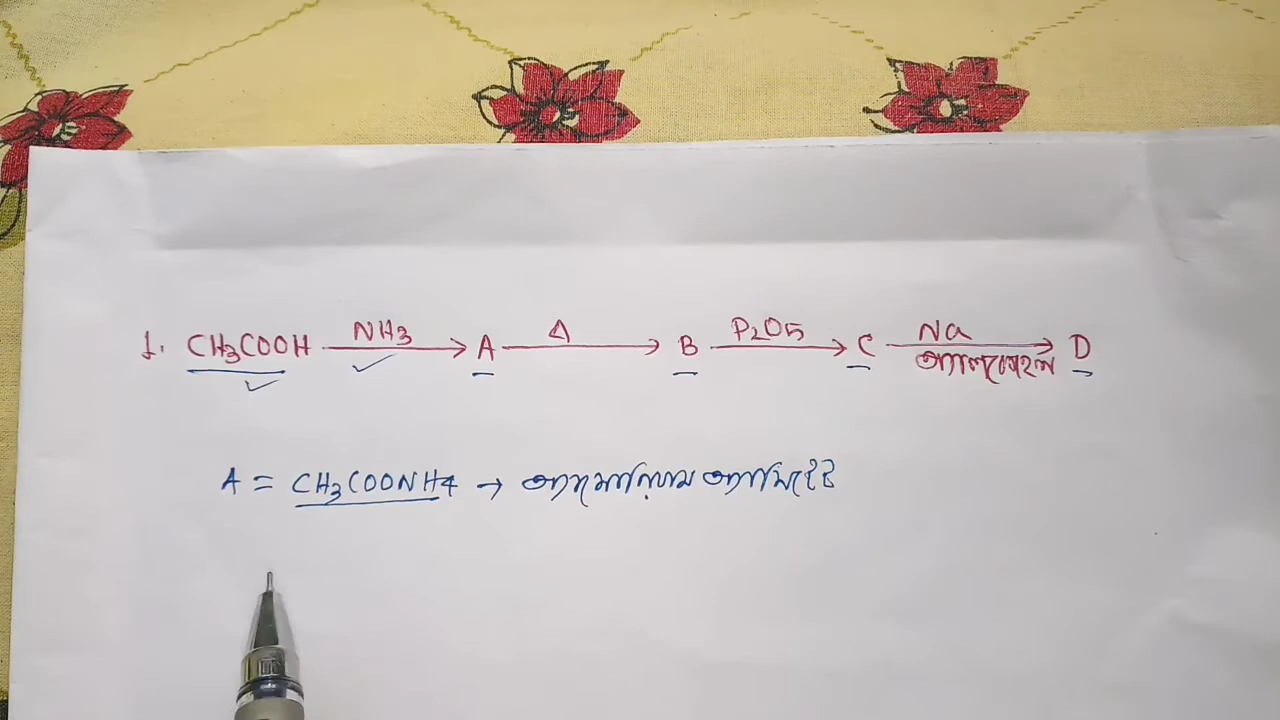 1. CH3COOH NH3 → A Δ → B P2O5 → C Na অ্যালকোহল → D
A = CH3COONH4 → অ্যামোনিয়াম অ্যাসিটেট